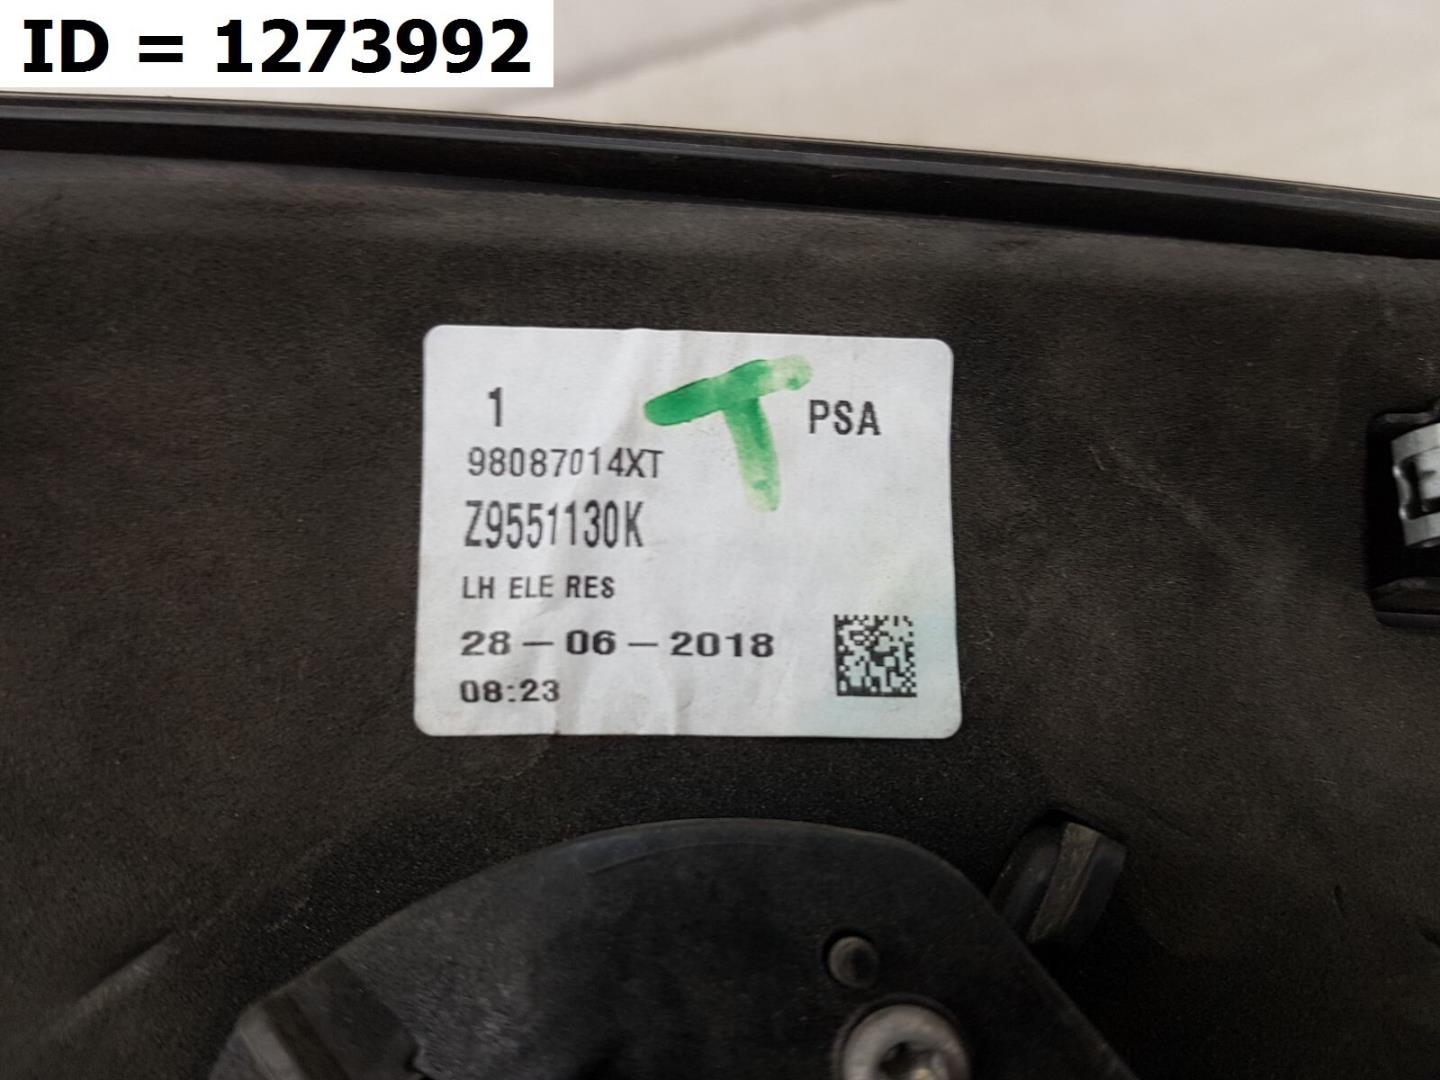 ID = 1273992
1
PSA
98087014XT
Z9551130K
LH ELE RES
28-06-2018
08:23
T